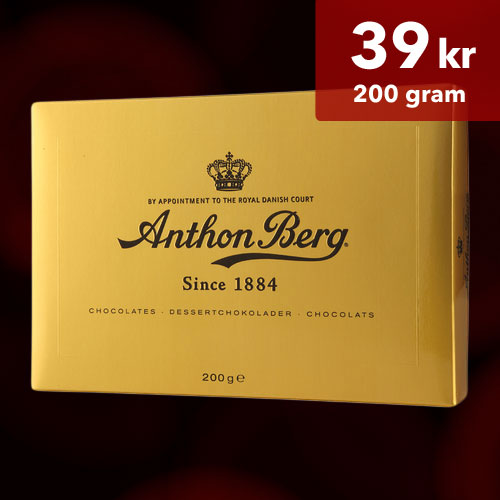 39 kr
200 gram
BY APPOINTMENT TO THE ROYAL DANISH COURT
Anthon Berg®
Since 1884
CHOCOLATES - DESSERTCHOKOLADER - CHOCOLATS
200g℮